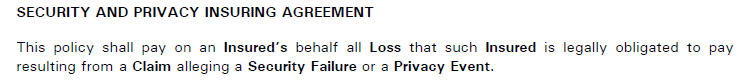 SECURITY AND PRIVACY INSURING AGREEMENT
This policy shall pay on an Insured's behalf all Loss that such Insured is legally obligated to pay
resulting from a Claim alleging a Security Failure or a Privacy Event.